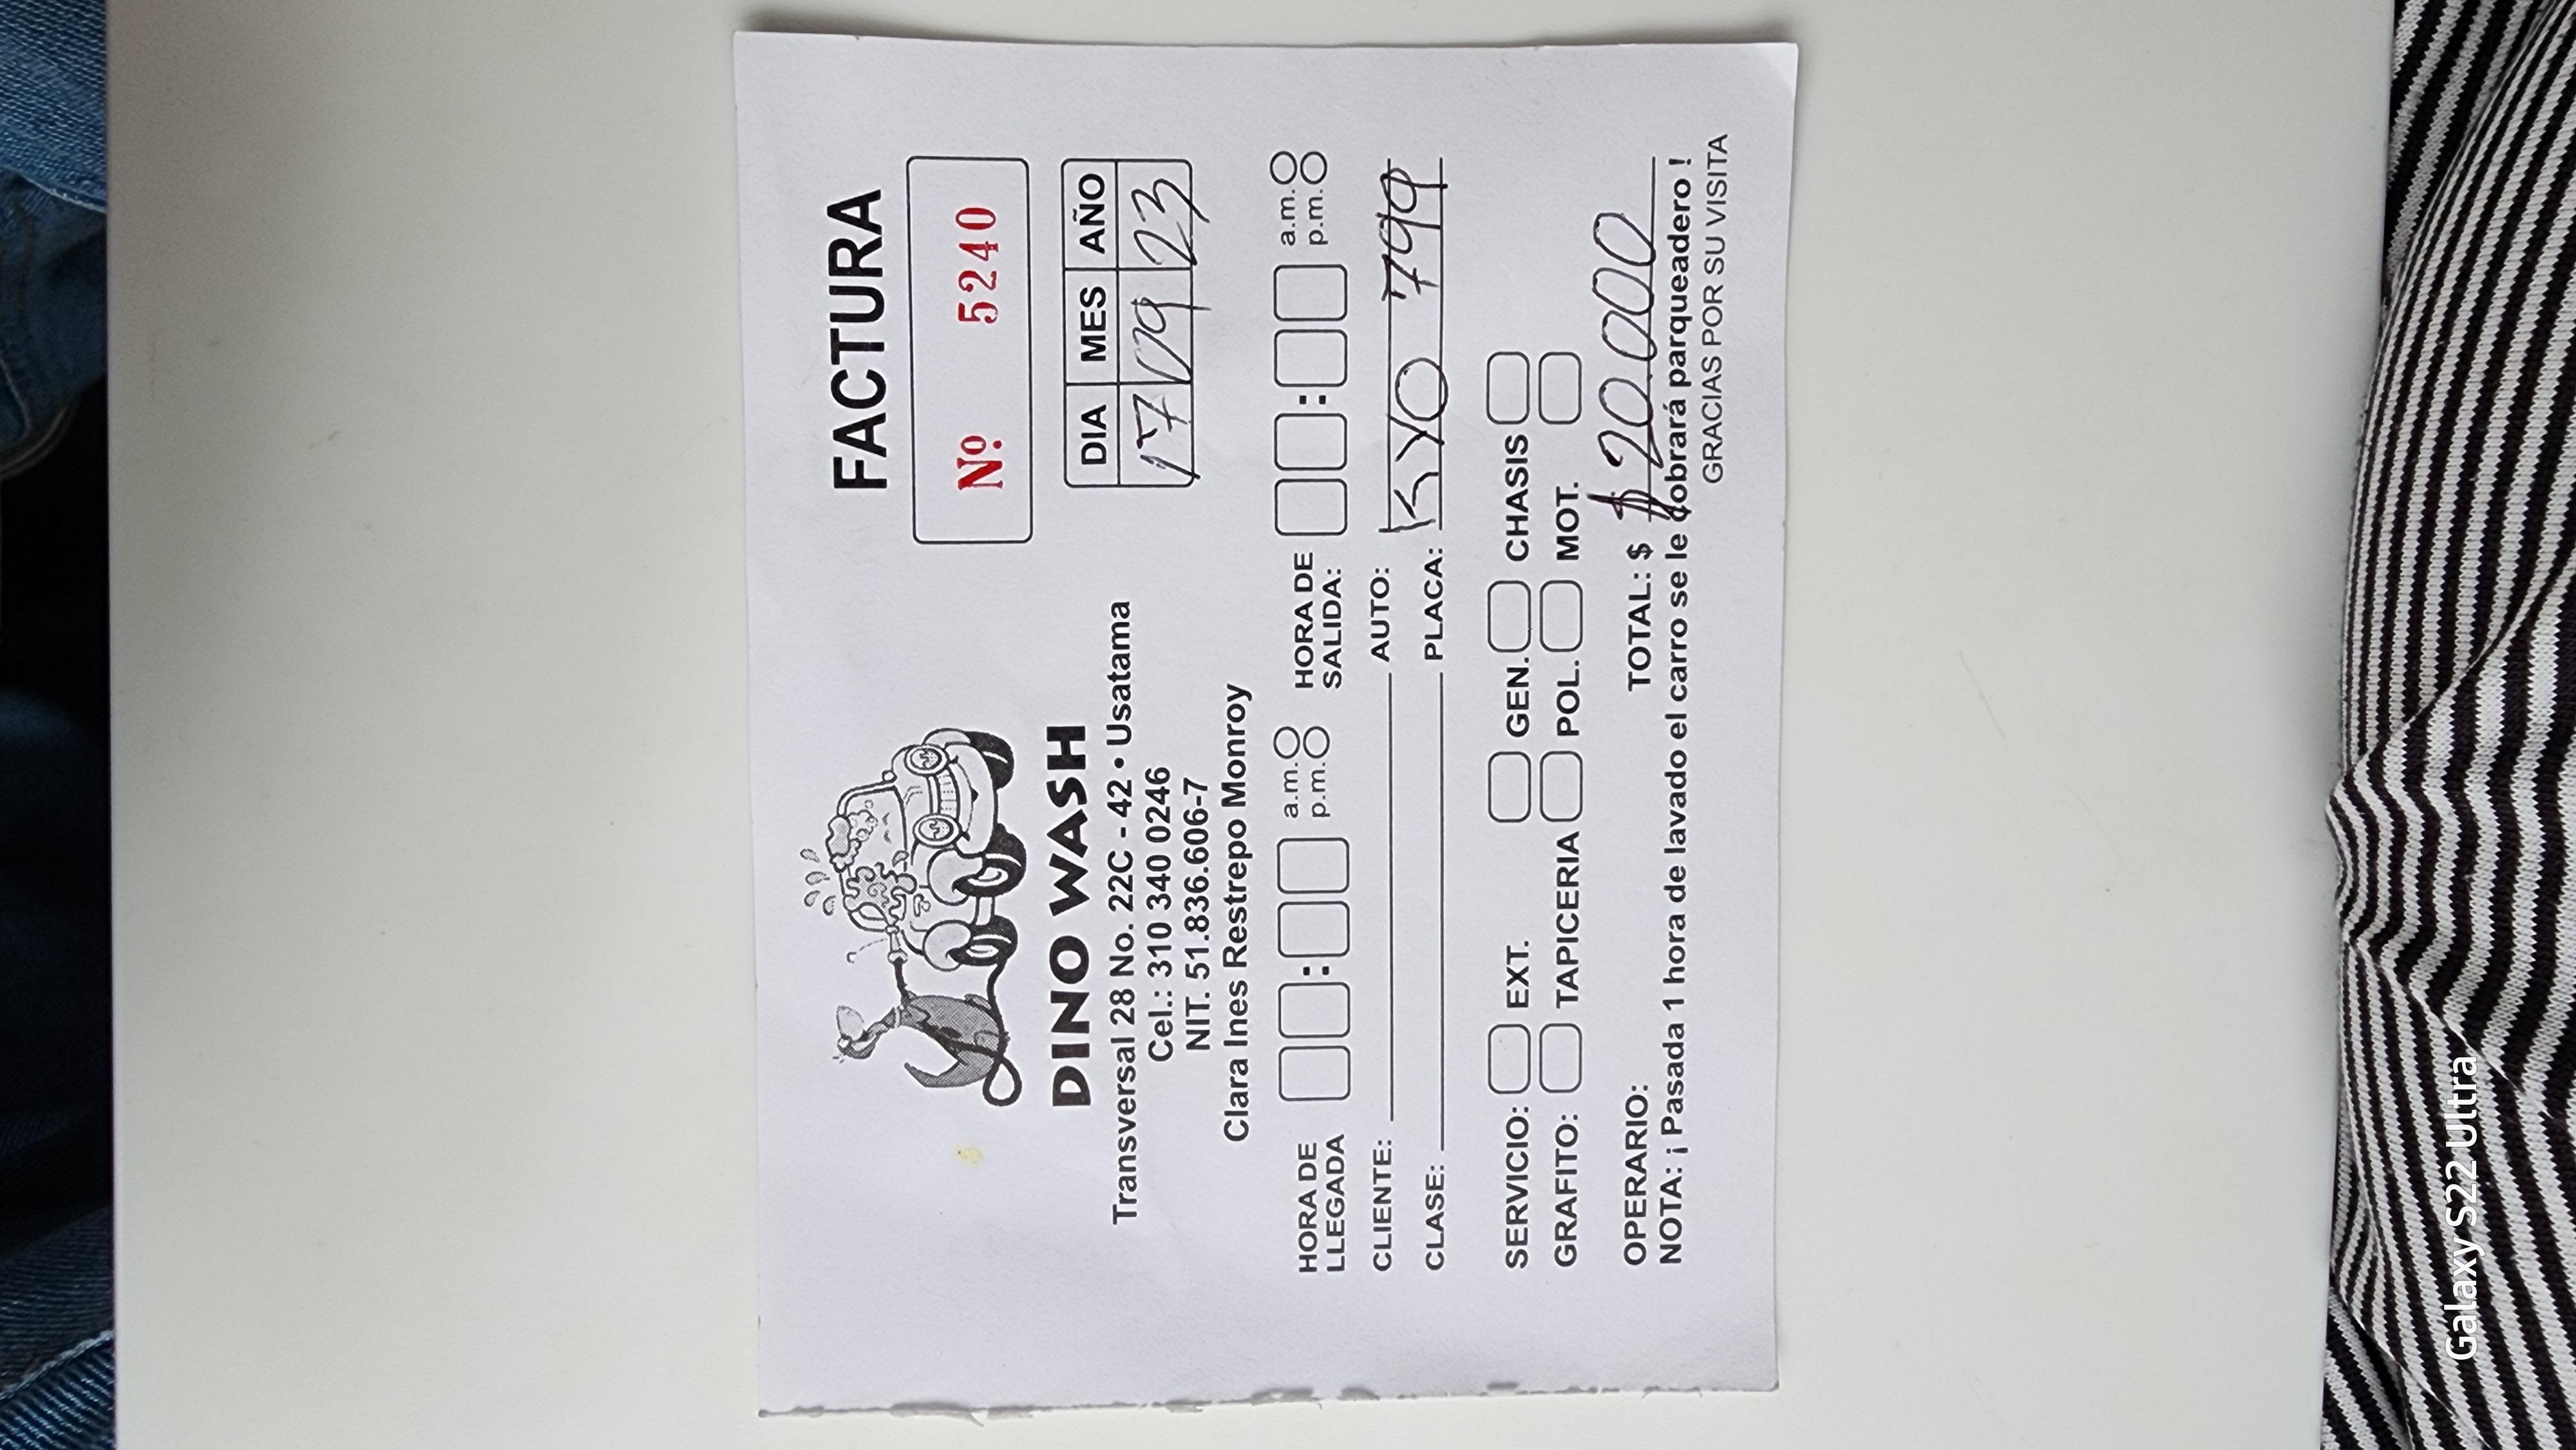 FACTURA
Nº 5240
DINO WASH
Transversal 28 No. 22C - 42 • Usatama
Cel.: 310 340 0246
NIT. 51.836.606-7
Clara Ines Restrepo Monroy
DIA MES AÑO
17 09 23
HORA DE LLEGADA : a.m. p.m. HORA DE SALIDA: : a.m. p.m.
CLIENTE: AUTO:
CLASE: PLACA: KYO 799
SERVICIO: EXT. GEN. CHASIS
GRAFITO: TAPICERIA POL. MOT.
OPERARIO: TOTAL: $ $ 20.000
NOTA: ¡ Pasada 1 hora de lavado el carro se le cobrará parqueadero !
GRACIAS POR SU VISITA
Galaxy S22 Ultra